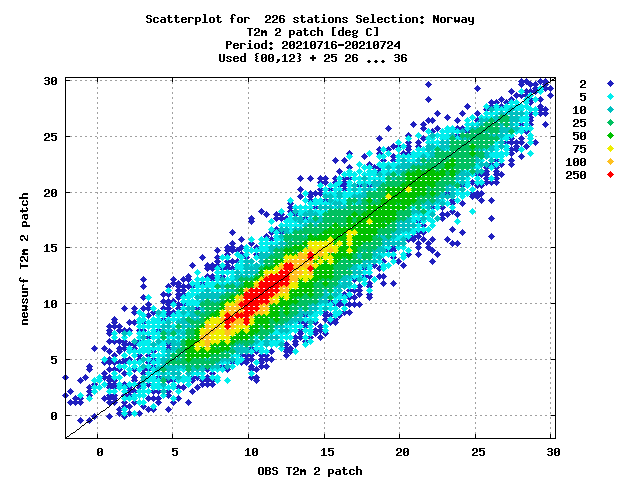 Scatterplot for  226 stations Selection: Norway
T2m 2 patch [deg C]
Period: 20210716-20210724
Used {00,12} + 25 26 ... 36
30
25
20
15
10
5
0
newsurf T2m 2 patch
0 5 10 15 20 25 30
OBS T2m 2 patch
2
5
10
25
50
75
100
250